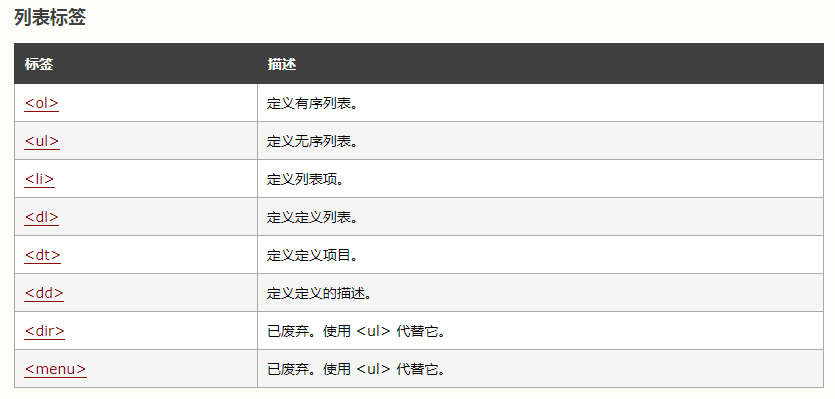 列表标签
标签 描述
<ol> 定义有序列表。
<ul> 定义无序列表。
<li> 定义列表项。
<dl> 定义定义列表。
<dt> 定义定义项目。
<dd> 定义定义的描述。
<dir> 已废弃。使用 <ul> 代替它。
<menu> 已废弃。使用 <ul> 代替它。